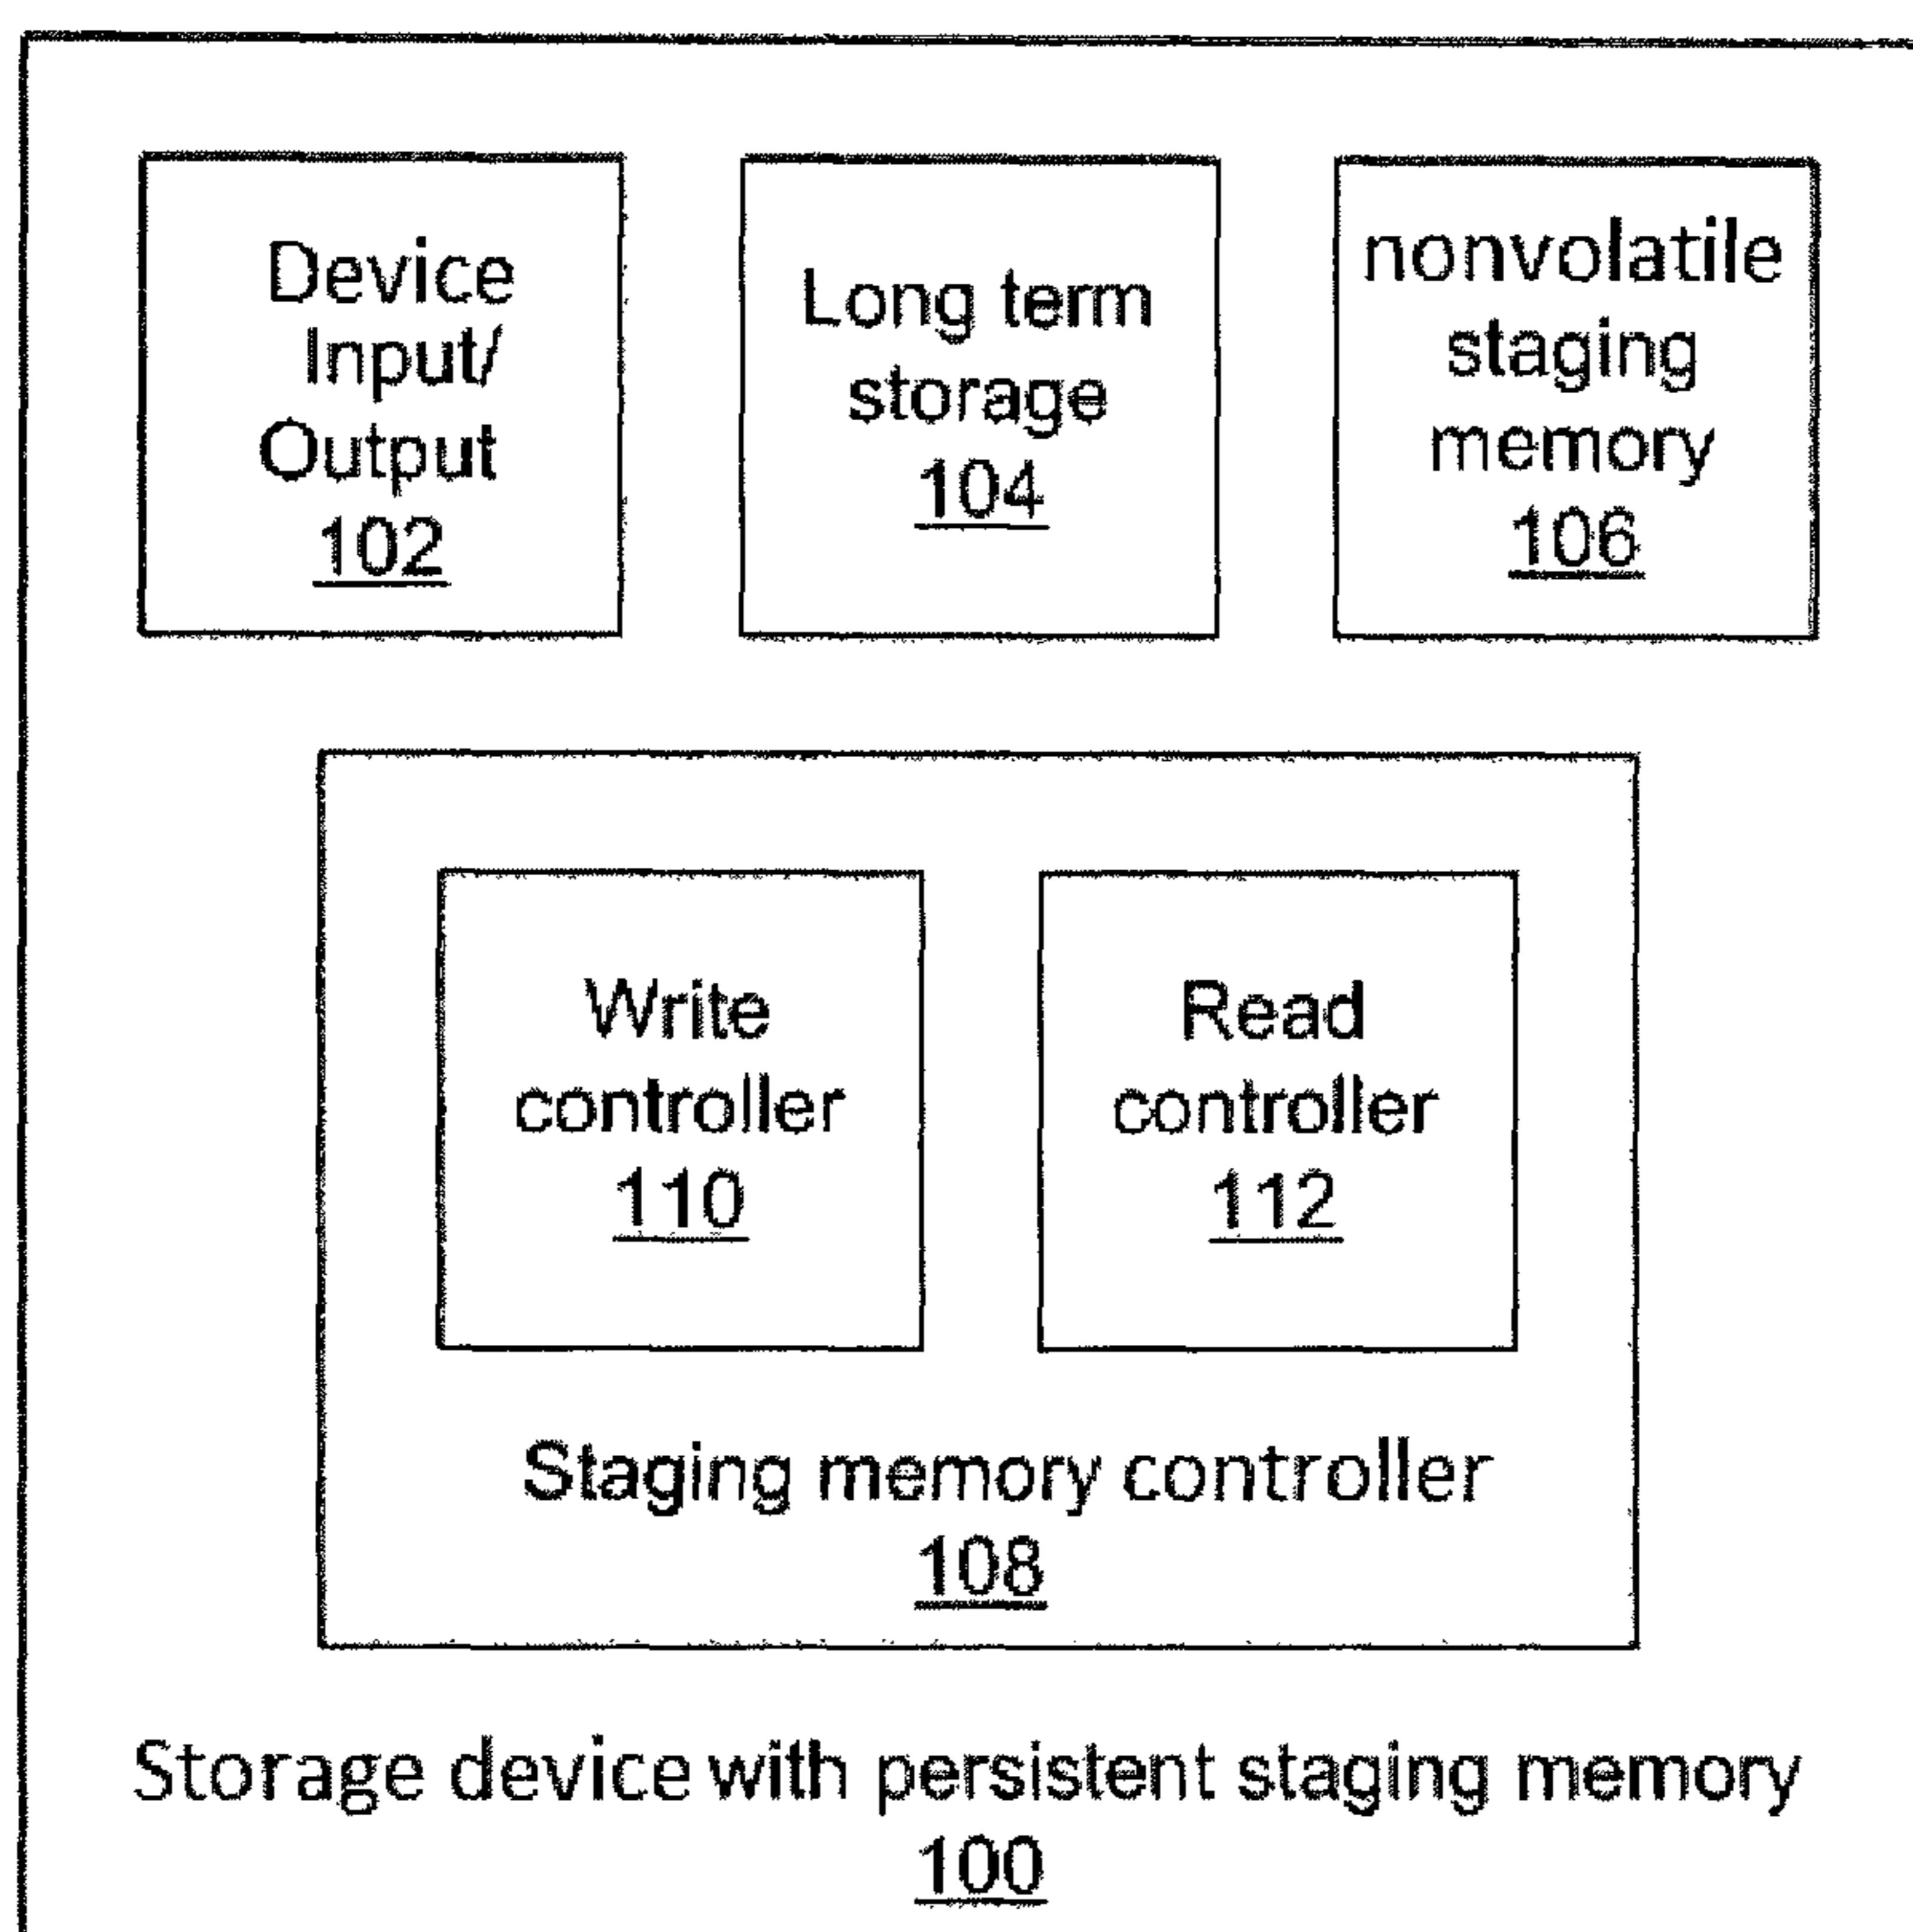 Device
Input/
Output
102
Long term
storage
104
nonvolatile
staging
memory
106
Write
controller
110
Read
controller
112
Staging memory controller
108
Storage device with persistent staging memory
100